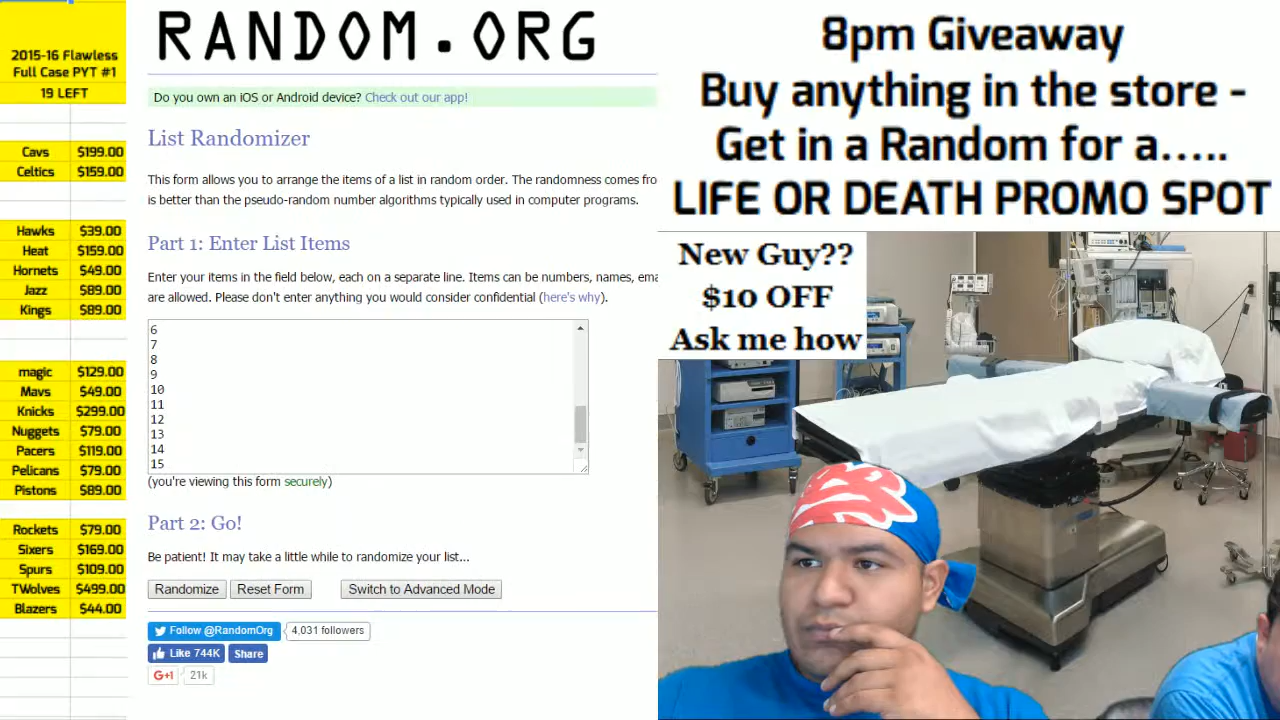 2015-16 Flawless
Full Case PYT #1
19 LEFT
Cavs $199.00
Celtics $159.00
Hawks $39.00
Heat $159.00
Hornets $49.00
Jazz $89.00
Kings $89.00
magic $129.00
Mavs $49.00
Knicks $299.00
Nuggets $79.00
Pacers $119.00
Pelicans $79.00
Pistons $89.00
Rockets $79.00
Sixers $169.00
Spurs $109.00
TWolves $499.00
Blazers $44.00
RANDOM.ORG
Do you own an iOS or Android device? Check out our app!
List Randomizer
This form allows you to arrange the items of a list in random order. The randomness comes fro
is better than the pseudo-random number algorithms typically used in computer programs.
Part 1: Enter List Items
Enter your items in the field below, each on a separate line. Items can be numbers, names, ema
are allowed. Please don't enter anything you would consider confidential (here's why).
6
7
8
9
10
11
12
13
14
15
(you're viewing this form securely)
Part 2: Go!
Be patient! It may take a little while to randomize your list...
Randomize Reset Form Switch to Advanced Mode
Follow @RandomOrg 4,031 followers
Like 744K Share
G+1 21k
8pm Giveaway
Buy anything in the store -
Get in a Random for a.....
LIFE OR DEATH PROMO SPOT
New Guy??
$10 OFF
Ask me how